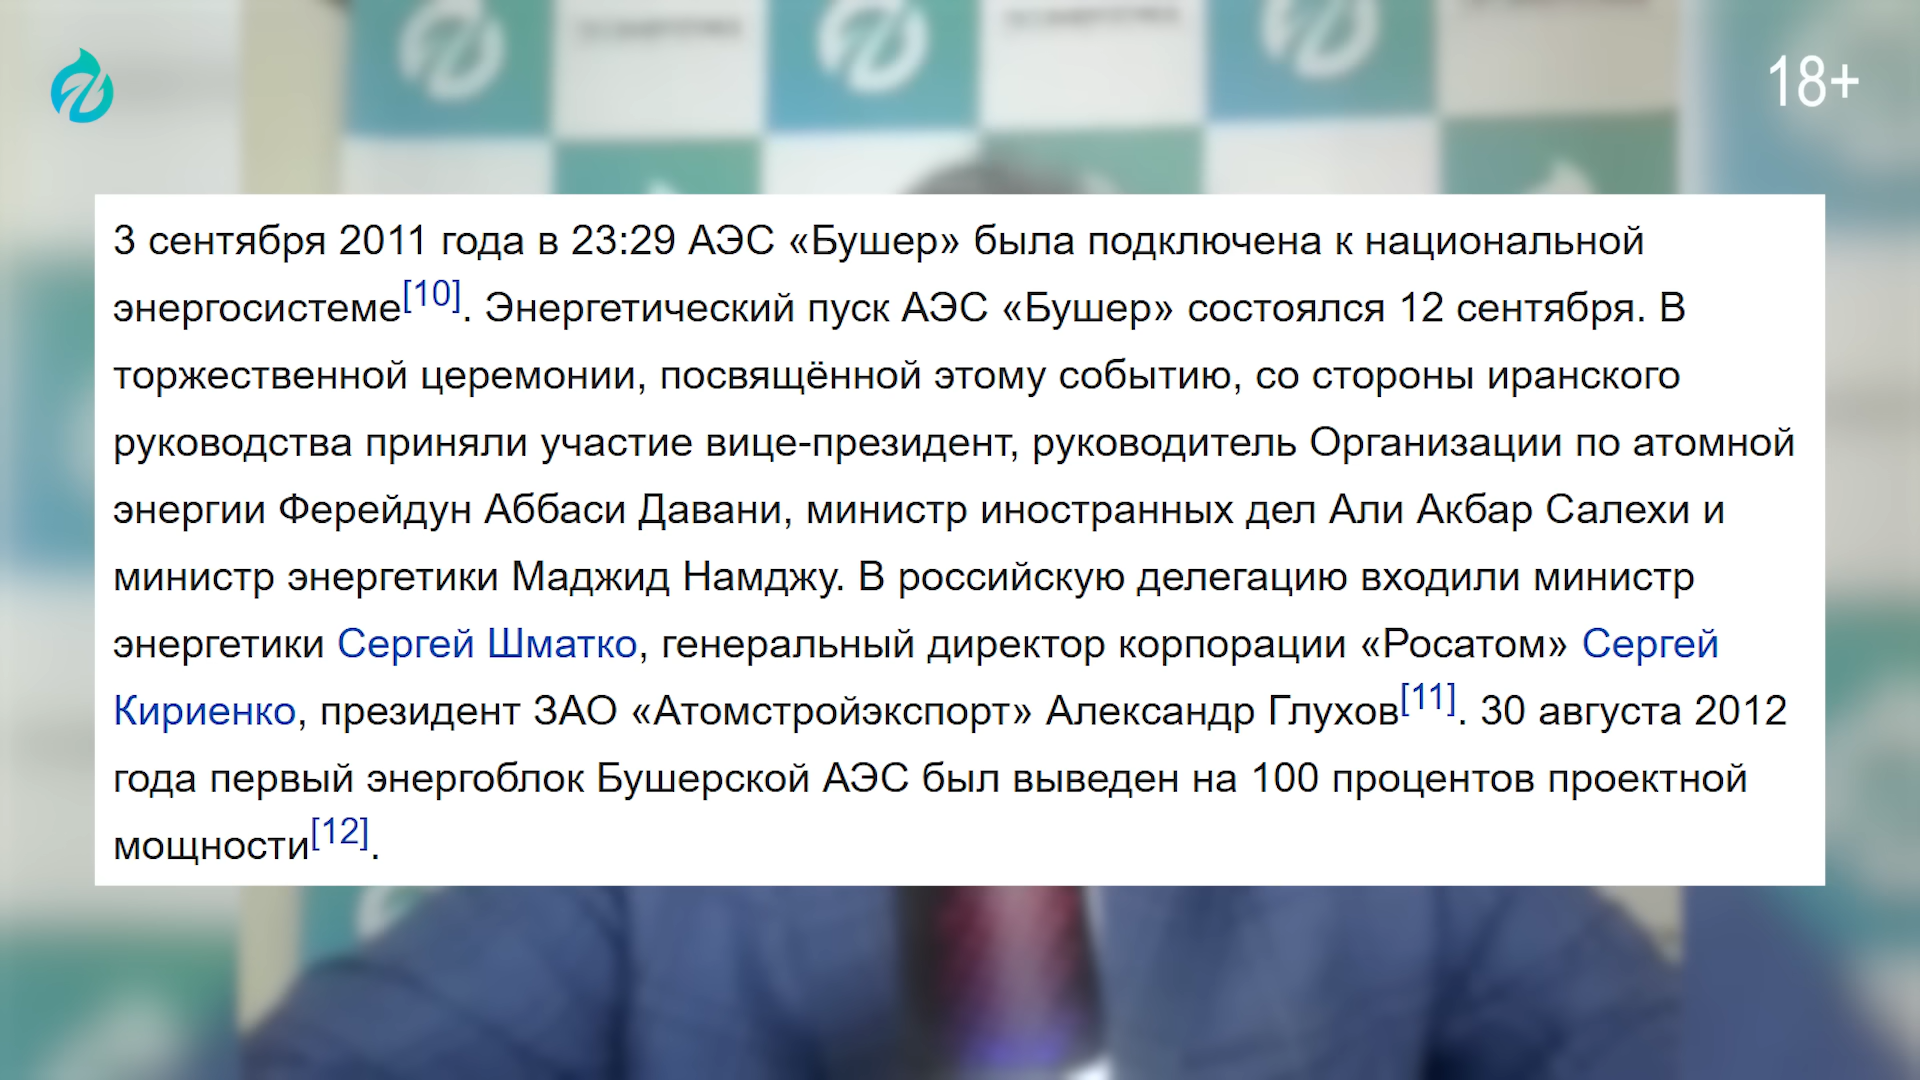 18+
3 сентября 2011 года в 23:29 АЭС «Бушер» была подключена к национальной
энергосистеме[10]. Энергетический пуск АЭС «Бушер» состоялся 12 сентября. В
торжественной церемонии, посвящённой этому событию, со стороны иранского
руководства приняли участие вице-президент, руководитель Организации по атомной
энергии Ферейдун Аббаси Давани, министр иностранных дел Али Акбар Салехи и
министр энергетики Маджид Намджу. В российскую делегацию входили министр
энергетики Сергей Шматко, генеральный директор корпорации «Росатом» Сергей
Кириенко, президент ЗАО «Атомстройэкспорт» Александр Глухов[11]. 30 августа 2012
года первый энергоблок Бушерской АЭС был выведен на 100 процентов проектной
мощности[12].